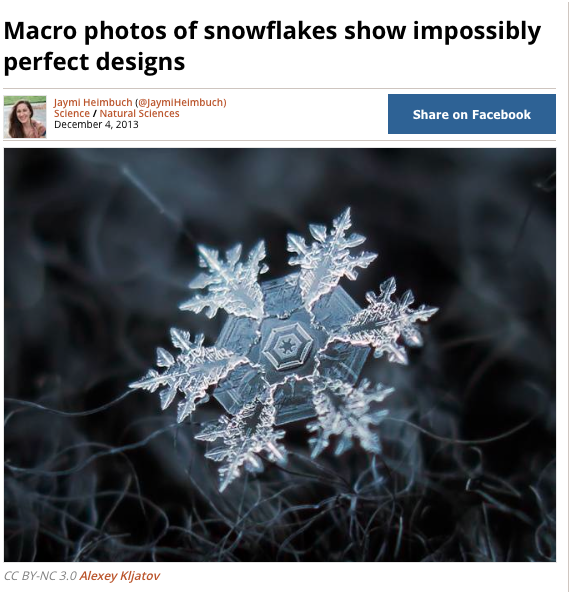 Macro photos of snowflakes show impossibly
perfect designs
Jaymi Heimbuch (@JaymiHeimbuch)
Science / Natural Sciences
December 4, 2013
Share on Facebook
CC BY-NC 3.0 Alexey Kljatov